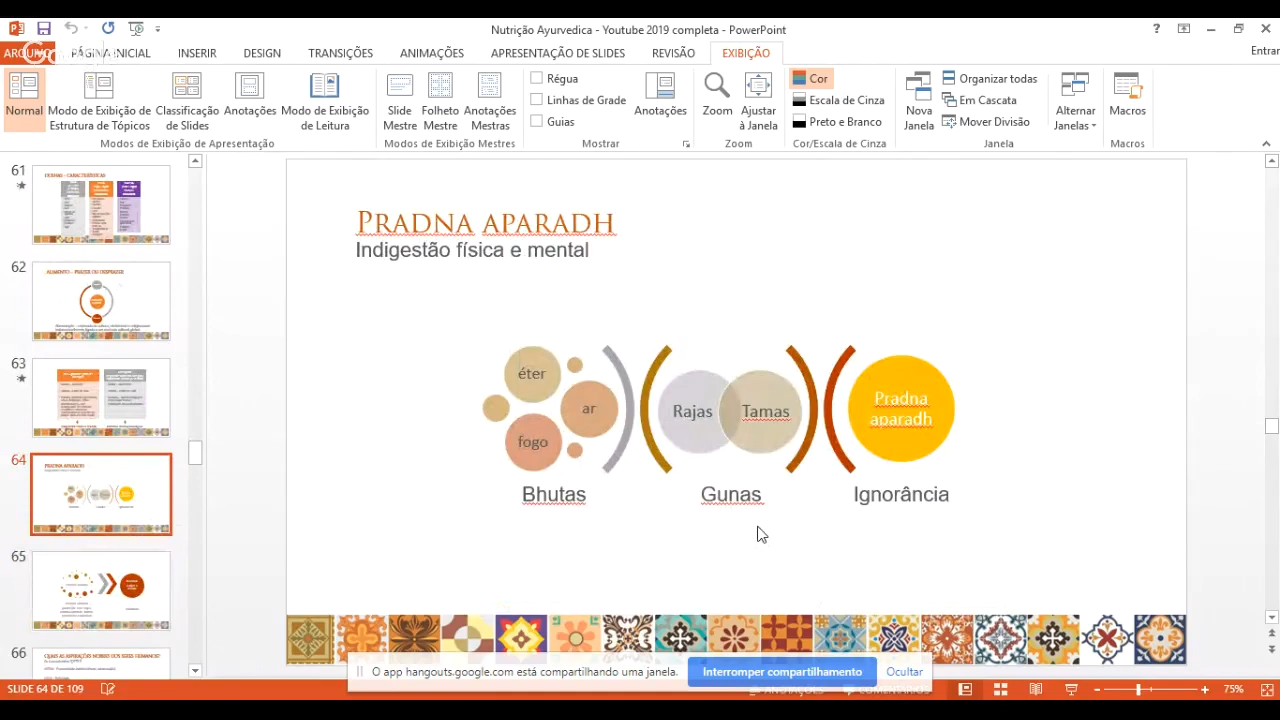 Nutrição Ayurvedica - Youtube 2019 completa - PowerPoint
ARQUIVO PÁGINA INICIAL INSERIR DESIGN TRANSIÇÕES ANIMAÇÕES APRESENTAÇÃO DE SLIDES REVISÃO EXIBIÇÃO Entrar
Normal
Modo de Exibição de Estrutura de Tópicos
Classificação de Slides
Anotações
Modo de Exibição de Leitura
Modos de Exibição de Apresentação
Slide Mestre
Folheto Mestre
Anotações Mestras
Modos de Exibição Mestres
Régua
Linhas de Grade
Guias
Anotações
Mostrar
Zoom
Ajustar à Janela
Zoom
Cor
Escala de Cinza
Preto e Branco
Cor/Escala de Cinza
Nova Janela
Organizar todas
Em Cascata
Mover Divisão
Alternar Janelas
Janela
Macros
Macros
61
62
63
64
65
66
PRADNA APARADH
Indigestão física e mental
éter
ar
fogo
Rajas
Tamas
Pradna
aparadh
Bhutas
Gunas
Ignorância
O app hangouts.google.com está compartilhando uma janela.
Interromper compartilhamento
Ocultar
SLIDE 64 DE 109
ANOTAÇÕES
75%